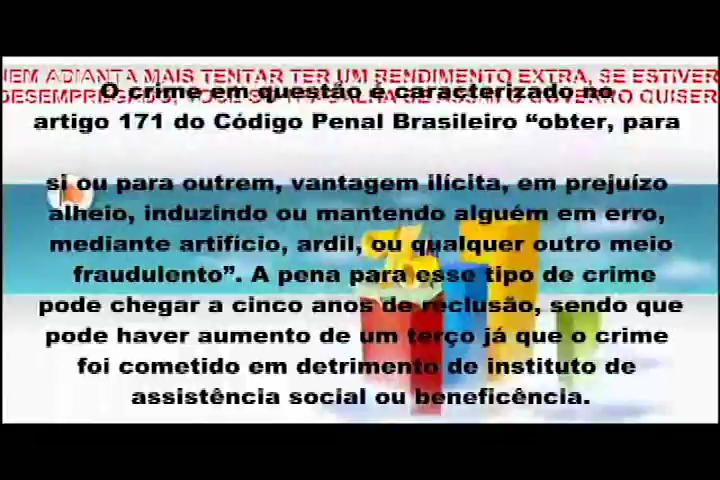 NEM ADIANTA MAIS TENTAR TER UM RENDIMENTO EXTRA, SE ESTIVER
DESEMPREGADO, GOVERNO QUISER
O crime em questão é caracterizado no
artigo 171 do Código Penal Brasileiro “obter, para
si ou para outrem, vantagem ilícita, em prejuízo
alheio, induzindo ou mantendo alguém em erro,
mediante artifício, ardil, ou qualquer outro meio
fraudulento”. A pena para esse tipo de crime
pode chegar a cinco anos de reclusão, sendo que
pode haver aumento de um terço já que o crime
foi cometido em detrimento de instituto de
assistência social ou beneficência.